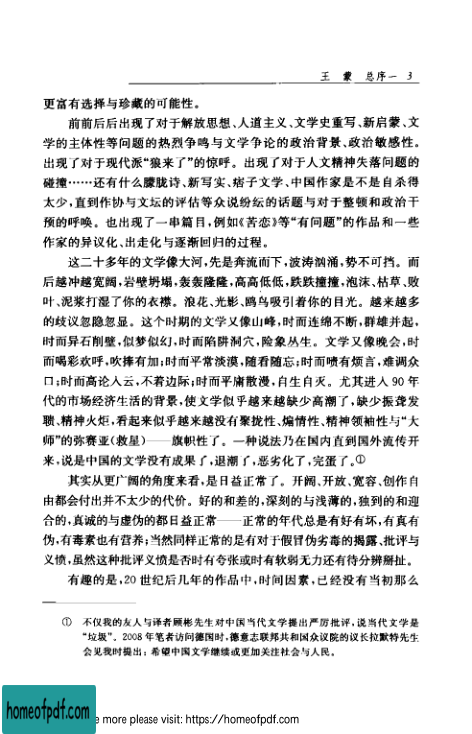 王 蒙 总序一 3
更富有选择与珍藏的可能性。
前前后后出现了对于解放思想、人道主义、文学史重写、新启蒙、文
学的主体性等问题的热烈争鸣与文学争论的政治背景、政治敏感性。
出现了对于现代派“狼来了”的惊呼。出现了对于人文精神失落问题的
碰撞……还有什么朦胧诗、新写实、痞子文学、中国作家是不是自杀得
太少,直到作协与文坛的评估等众说纷纭的话题与对于整顿和政治干
预的呼唤。也出现了一串篇目,例如《苦恋》等“有问题”的作品和一些
作家的异议化、出走化与逐渐回归的过程。
这二十多年的文学像大河,先是奔流而下,波涛汹涌,势不可挡。而
后越冲越宽阔,岩壁坍塌,轰轰隆隆,高高低低,跌跌撞撞,泡沫、枯草、败
叶、泥浆打湿了你的衣襟。浪花、光影、鸥鸟吸引着你的目光。越来越多
的歧议忽隐忽显。这个时期的文学又像山峰,时而连绵不断,群雄并起,
时而异石削壁,似梦似幻,时而陷阱洞穴,险象丛生。文学又像晚会,时
而喝彩欢呼,吹捧有加;时而平常淡漠,随看随忘;时而啧有烦言,难调众
口;时而高论入云,不着边际;时而平庸散漫,自生自灭。尤其进入 90 年
代的市场经济生活的背景,使文学似乎越来越缺少高潮了,缺少振聋发
聩、精神火炬,看起来似乎越来越没有聚拢性、煽情性、精神领袖性与“大
师”的弥赛亚(救星)——旗帜性了。一种说法乃在国内直到国外流传开
来,说是中国的文学没有成果了,退潮了,恶劣化了,完蛋了。①
其实从更广阔的角度来看,是日益正常了。开阔、开放、宽容、创作自
由都会付出并不太少的代价。好的和差的,深刻的与浅薄的,独到的和迎
合的,真诚的与虚伪的都日益正常——正常的年代总是有好有坏,有真有
伪,有毒素也有营养;当然同样正常的是有对于假冒伪劣毒的揭露、批评与
义愤,虽然这种批评义愤是否时有夸张或时有软弱无力还有待分辨掰扯。
有趣的是,20 世纪后几年的作品中,时间因素,已经没有当初那么
① 不仅我的友人与译者顾彬先生对中国当代文学提出严厉批评,说当代文学是
“垃圾”。2008 年笔者访问德国时,德意志联邦共和国众议院的议长拉默特先生
会见我时提出:希望中国文学继续或更加关注社会与人民。
homeofpdf.com
e more please visit: https://homeofpdf.com